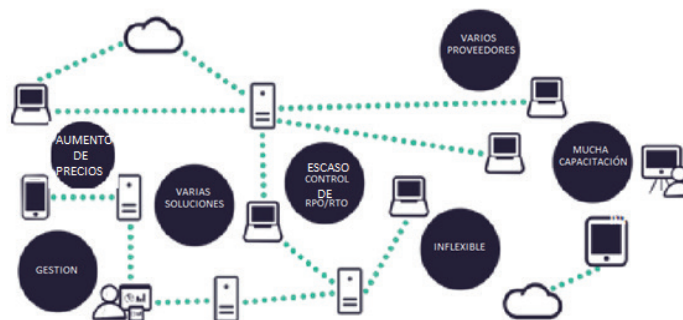 VARIOS
PROVEEDORES
AUMENTO
DE
PRECIOS
VARIAS
SOLUCIONES
ESCASO
CONTROL
DE
RPO/RTO
MUCHA
CAPACITACIÓN
GESTION
INFLEXIBLE